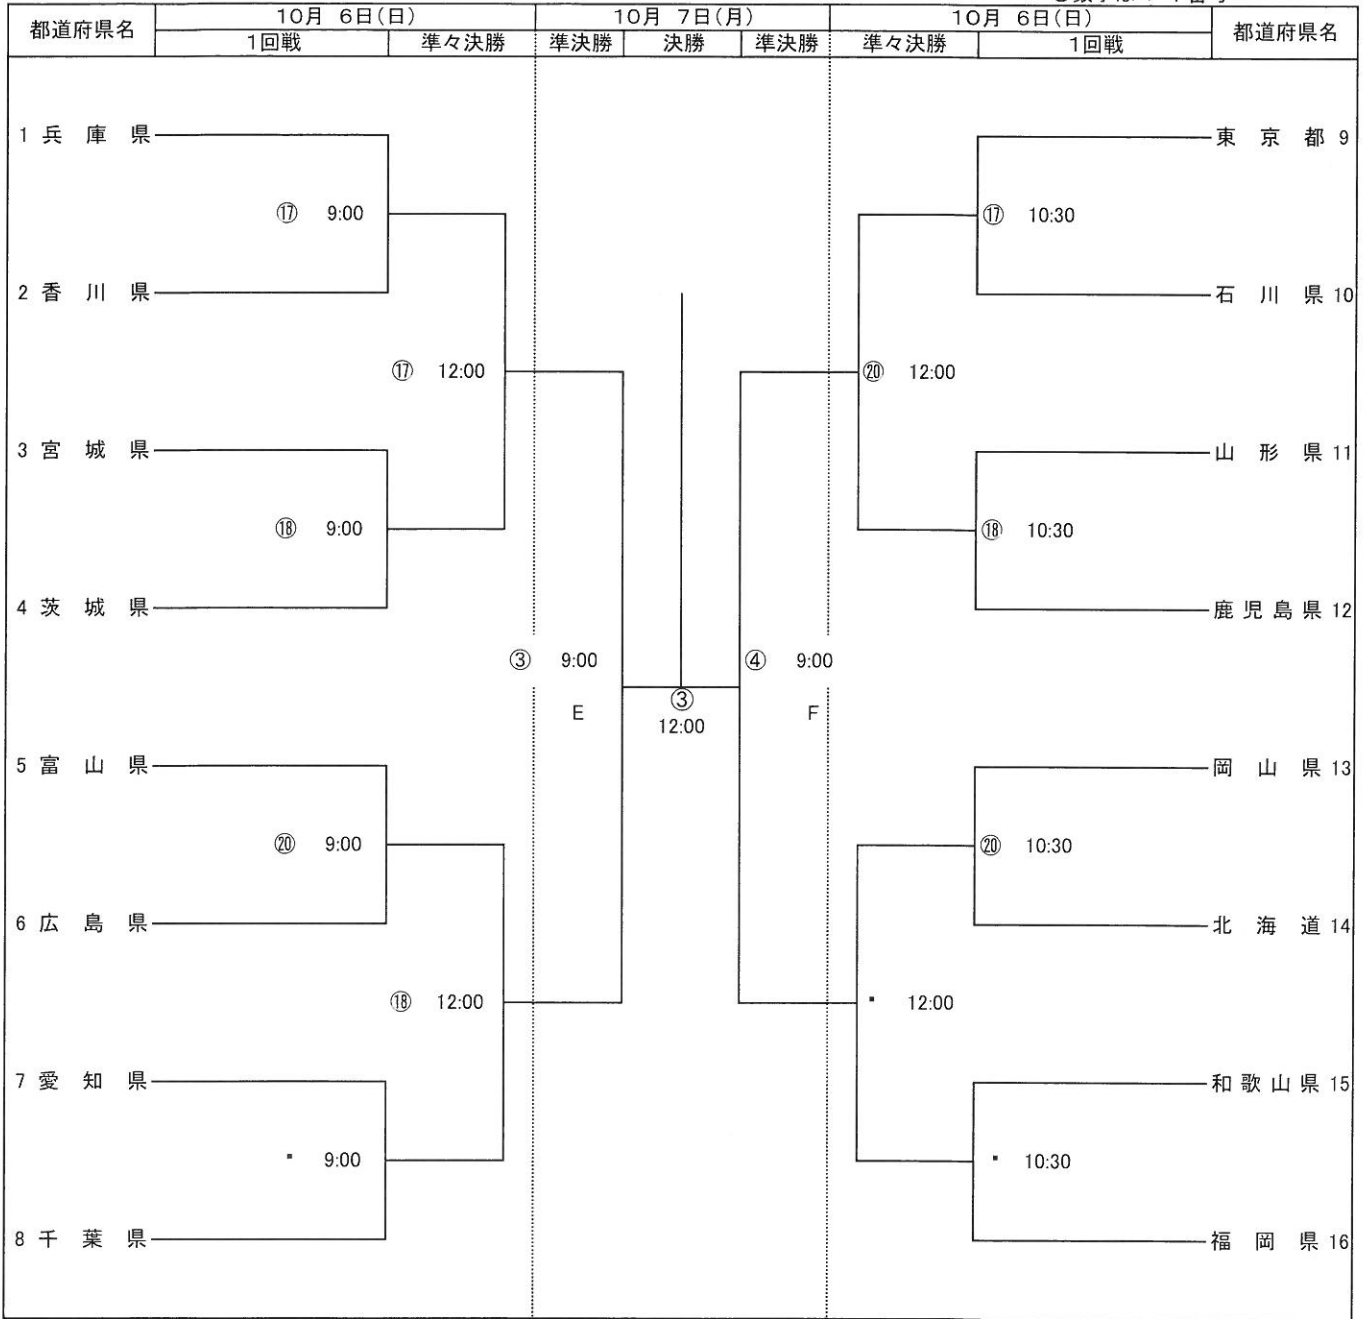 都道府県名 10月 6日(日) 10月 7日(月) 10月 6日(日) 都道府県名
1回戦 準々決勝 準決勝 決勝 準決勝 準々決勝 1回戦
1 兵庫県 東京都 9
⑰ 9:00 ⑰ 10:30
2 香川県 石川県 10
⑰ 12:00 ⑳ 12:00
3 宮城県 山形県 11
⑱ 9:00 ⑱ 10:30
4 茨城県 鹿児島県 12
③ 9:00 ④ 9:00
③
E 12:00 F
5 富山県 岡山県 13
⑳ 9:00 ⑳ 10:30
6 広島県 北海道 14
⑱ 12:00 12:00
7 愛知県 和歌山県 15
9:00 10:30
8 千葉県 福岡県 16